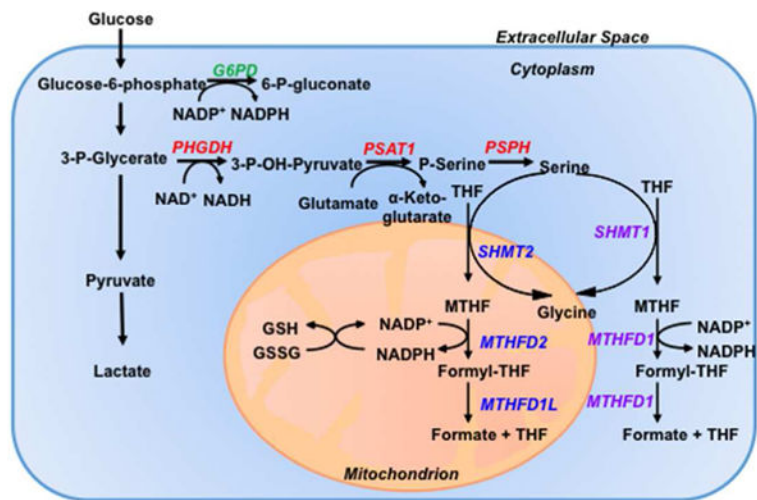 Glucose
Extracellular Space
Cytoplasm
G6PD
Glucose-6-phosphate
6-P-gluconate
NADP⁺ NADPH
PHGDH
PSAT1
PSPH
3-P-Glycerate
3-P-OH-Pyruvate
P-Serine
Serine
NAD⁺ NADH
Glutamate
α-Keto-
glutarate
THF
THF
SHMT2
SHMT1
Pyruvate
MTHF
Glycine
MTHF
GSH
GSSG
NADP⁺
NADPH
MTHFD2
MTHFD1
NADP⁺
NADPH
Lactate
Formyl-THF
Formyl-THF
MTHFD1L
MTHFD1
Formate + THF
Formate + THF
Mitochondrion